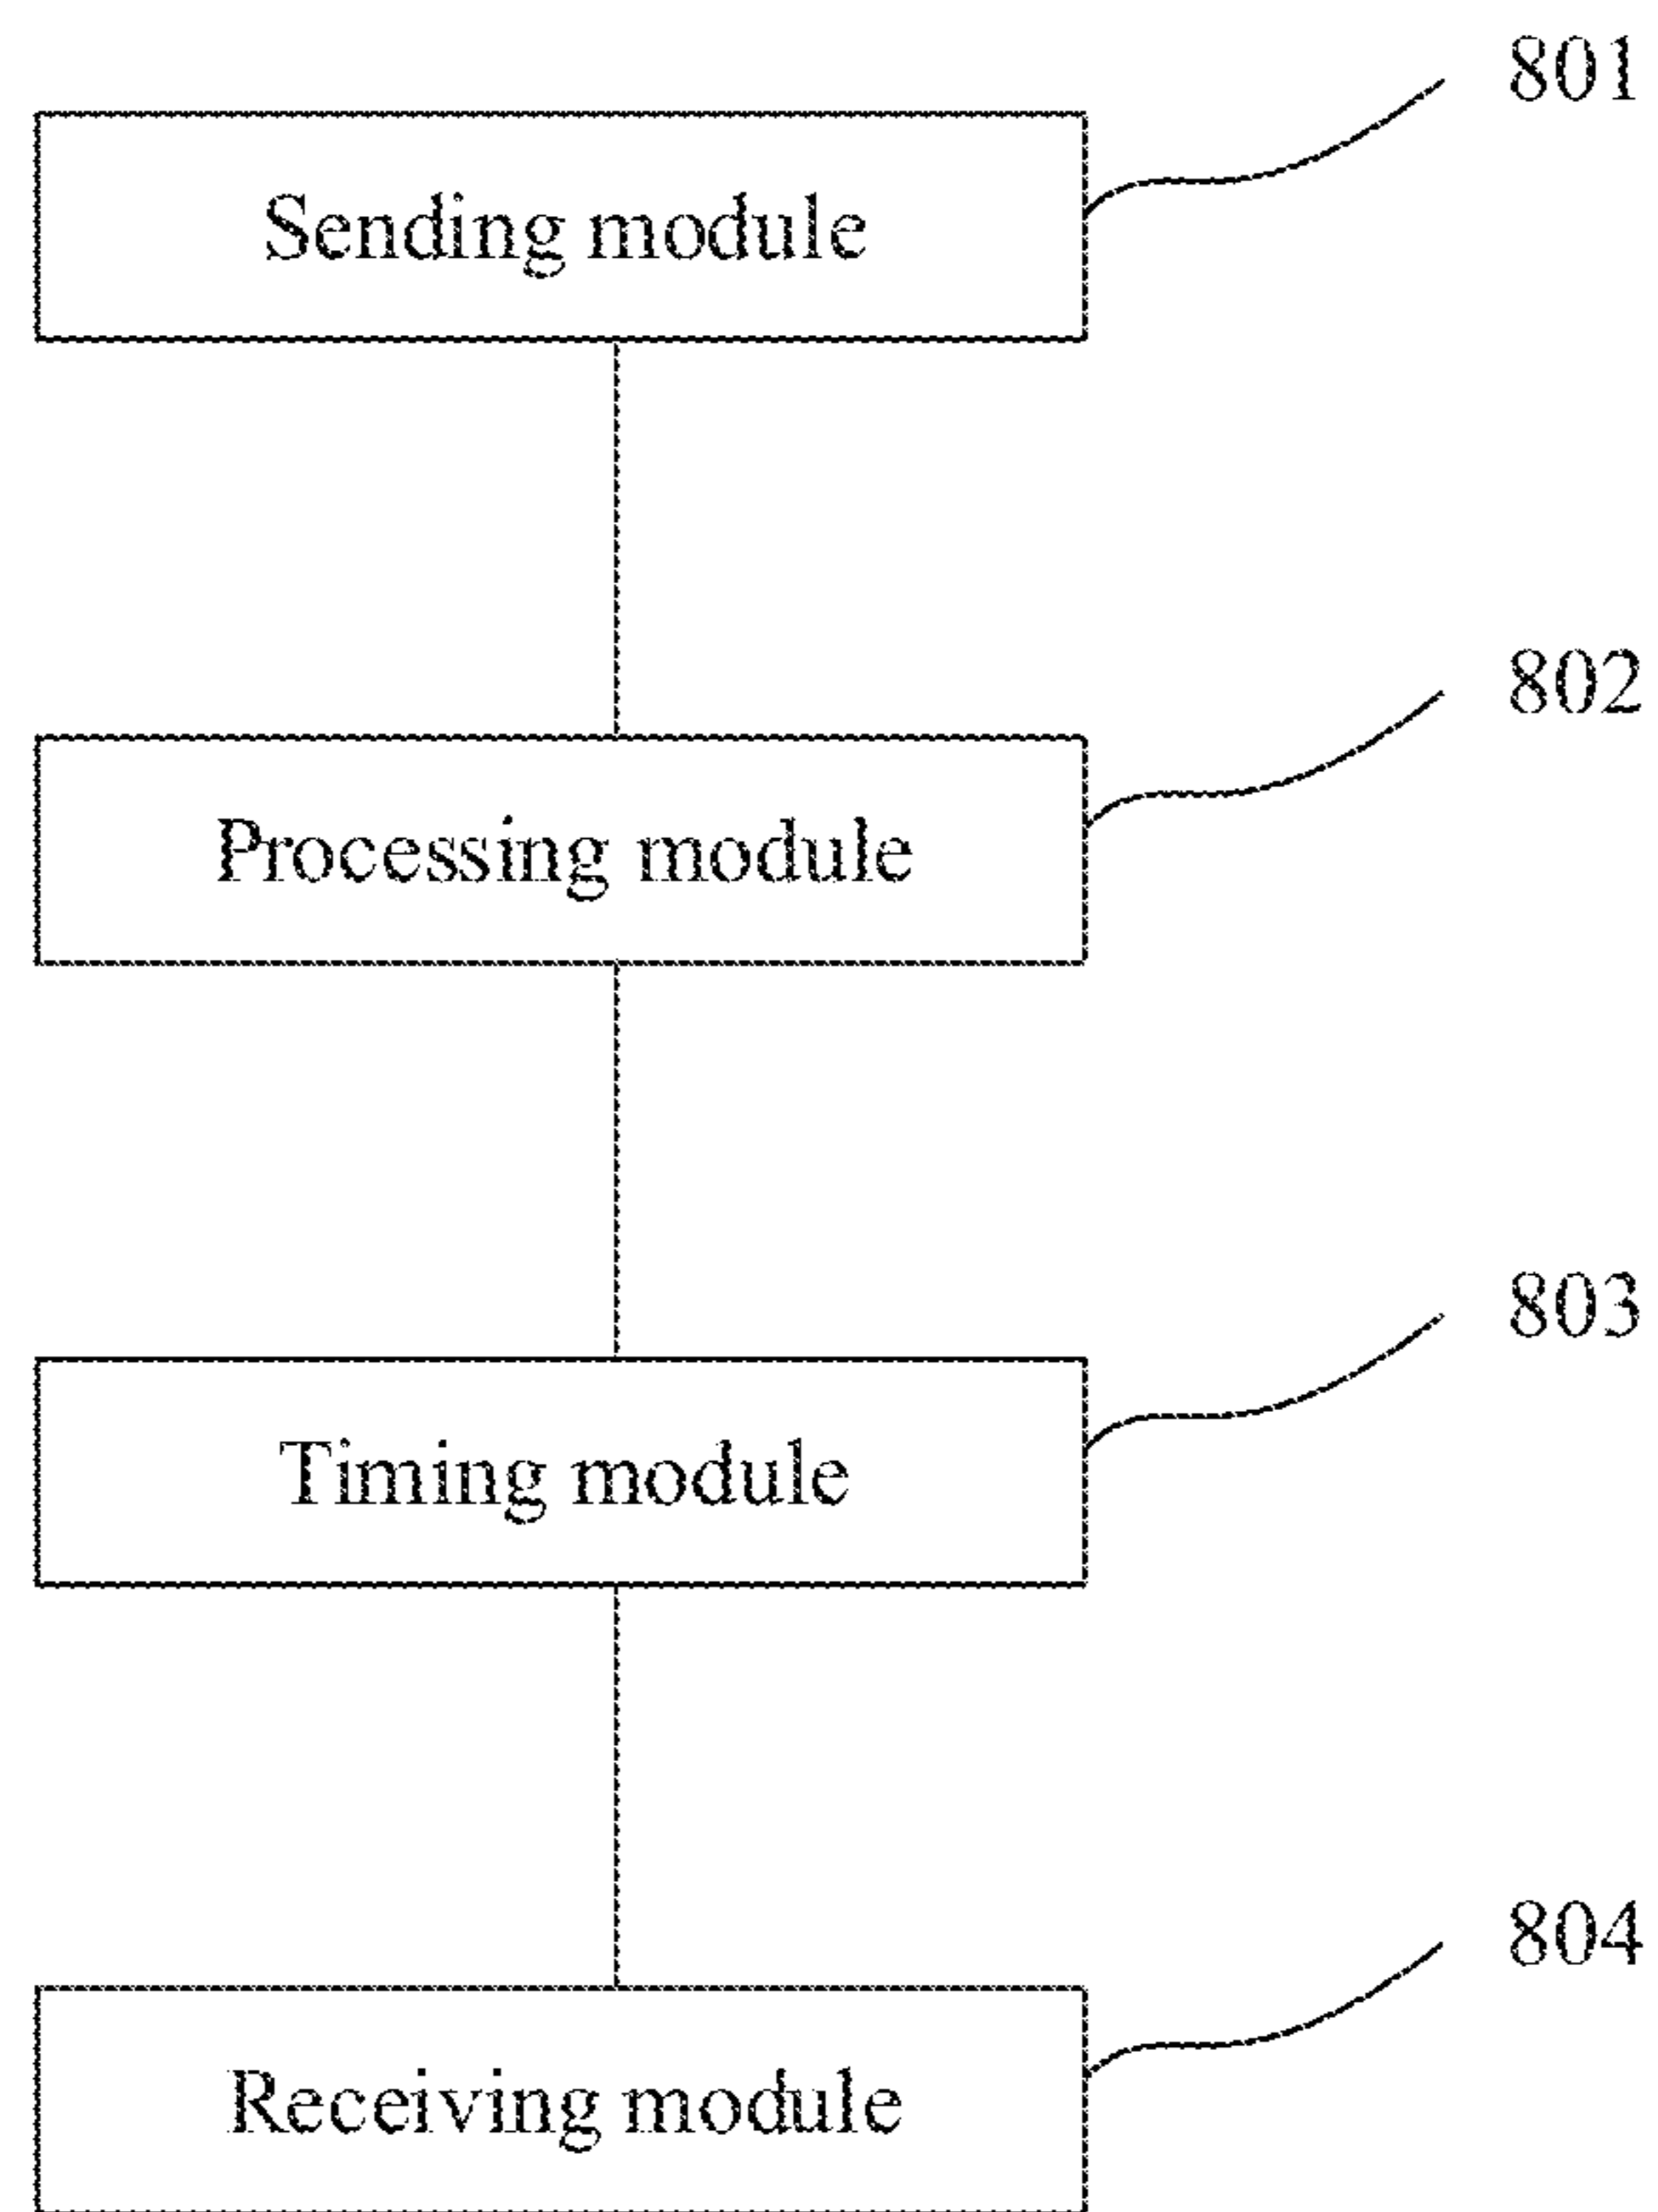 801
Sending module
802
Processing module
803
Timing module
804
Receiving module